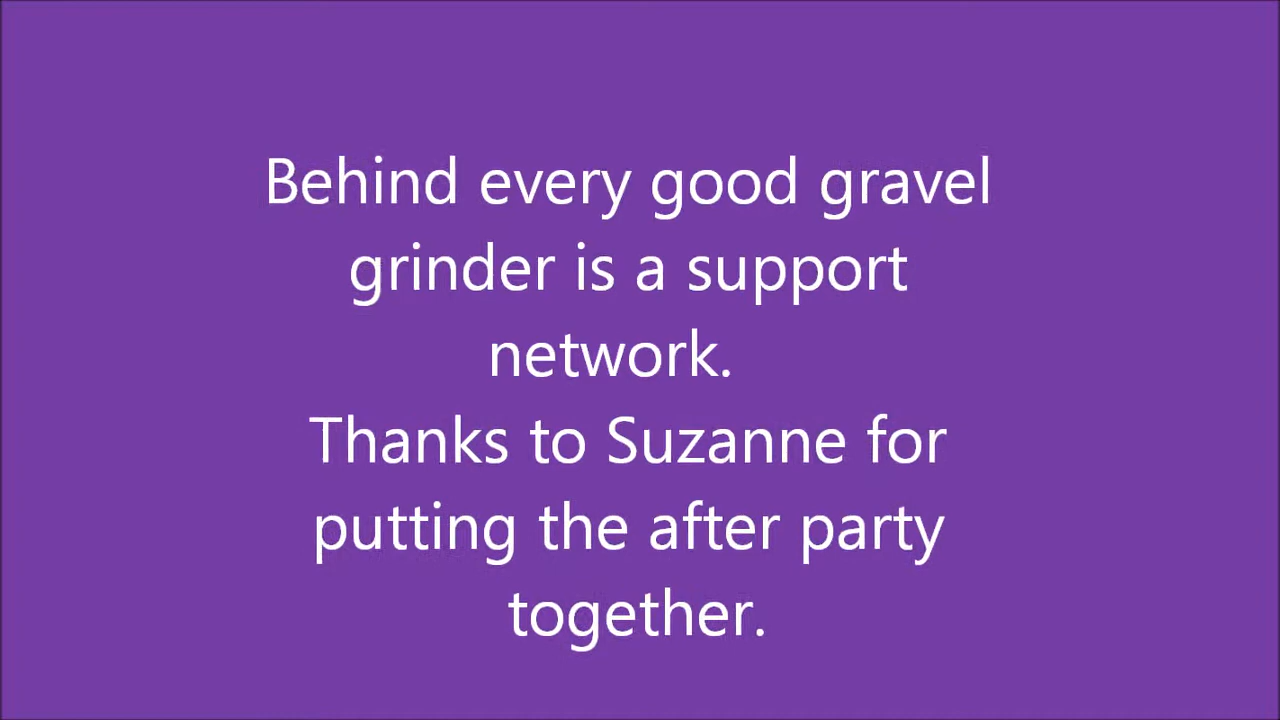 Behind every good gravel
grinder is a support
network.
Thanks to Suzanne for
putting the after party
together.